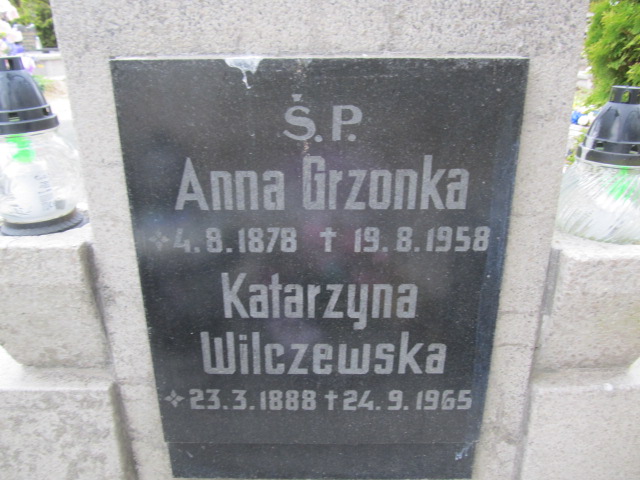 Ś.P.
Anna Grzonka
✧4.8.1878 † 19.8.1958
Katarzyna
Wilczewska
✧23.3.1888 † 24.9.1965